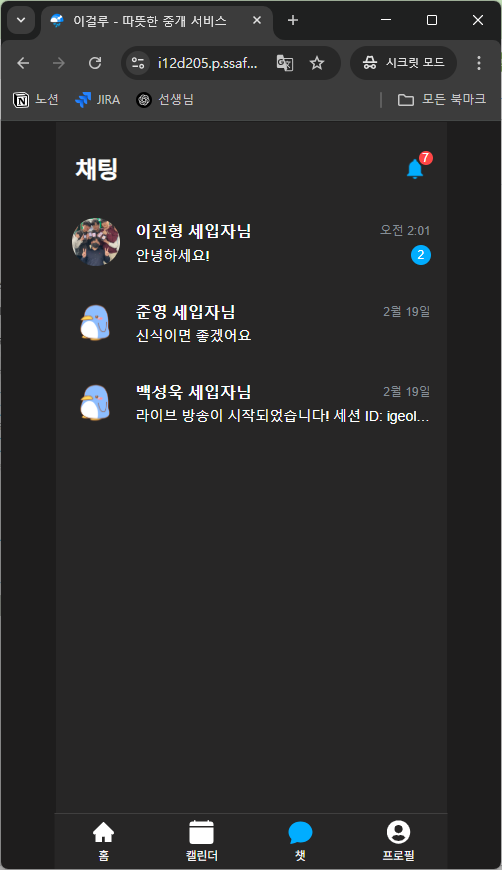 이걸루 - 따뜻한 중개 서비스
i12d205.p.ssaf...
시크릿 모드
노션
JIRA
선생님
모든 북마크
채팅
7
이진형 세입자님
오전 2:01
안녕하세요!
2
준영 세입자님
2월 19일
신식이면 좋겠어요
백성욱 세입자님
2월 19일
라이브 방송이 시작되었습니다! 세션 ID: igeol...
홈
캘린더
챗
프로필